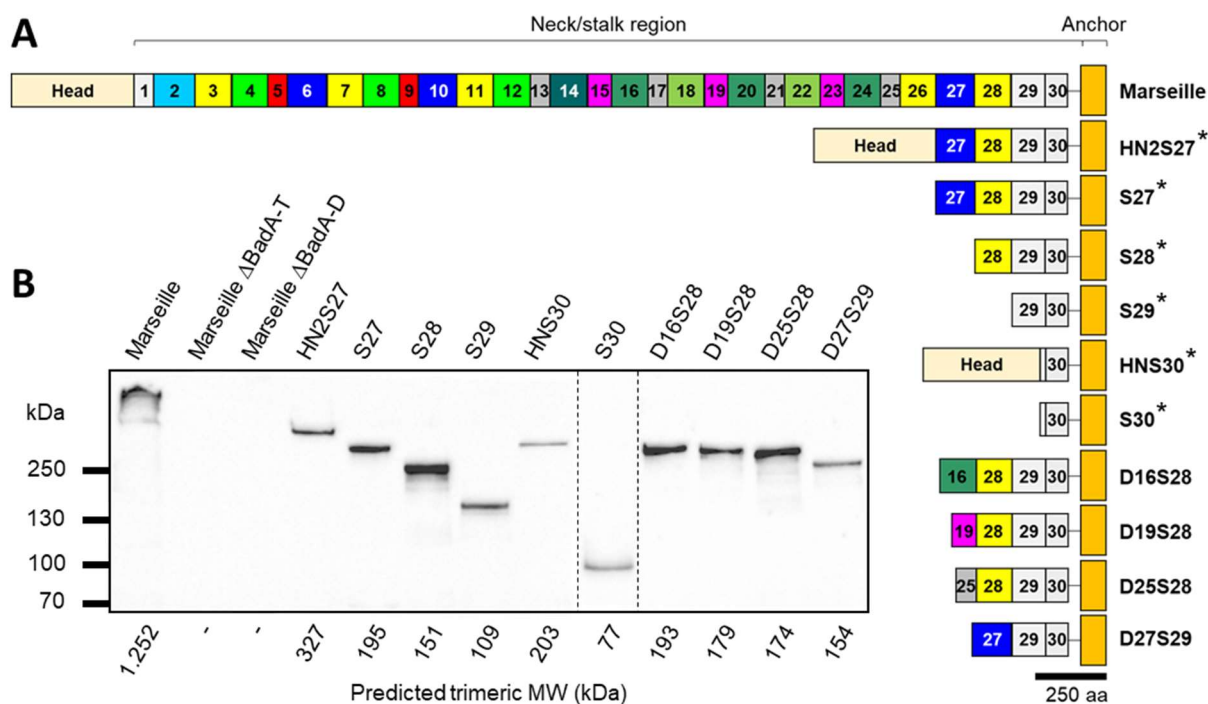 A
Neck/stalk region
Anchor
Head 1 2 3 4 5 6 7 8 9 10 11 12 13 14 15 16 17 18 19 20 21 22 23 24 25 26 27 28 29 30 Marseille
Head 27 28 29 30 HN2S27*
27 28 29 30 S27*
28 29 30 S28*
29 30 S29*
Head 30 HNS30*
30 S30*
16 28 29 30 D16S28
19 28 29 30 D19S28
25 28 29 30 D25S28
27 29 30 D27S29
250 aa
B
Marseille Marseille ΔBadA-T Marseille ΔBadA-D HN2S27 S27 S28 S29 HNS30 S30 D16S28 D19S28 D25S28 D27S29
kDa
250
130
100
70
1.252 - - 327 195 151 109 203 77 193 179 174 154
Predicted trimeric MW (kDa)